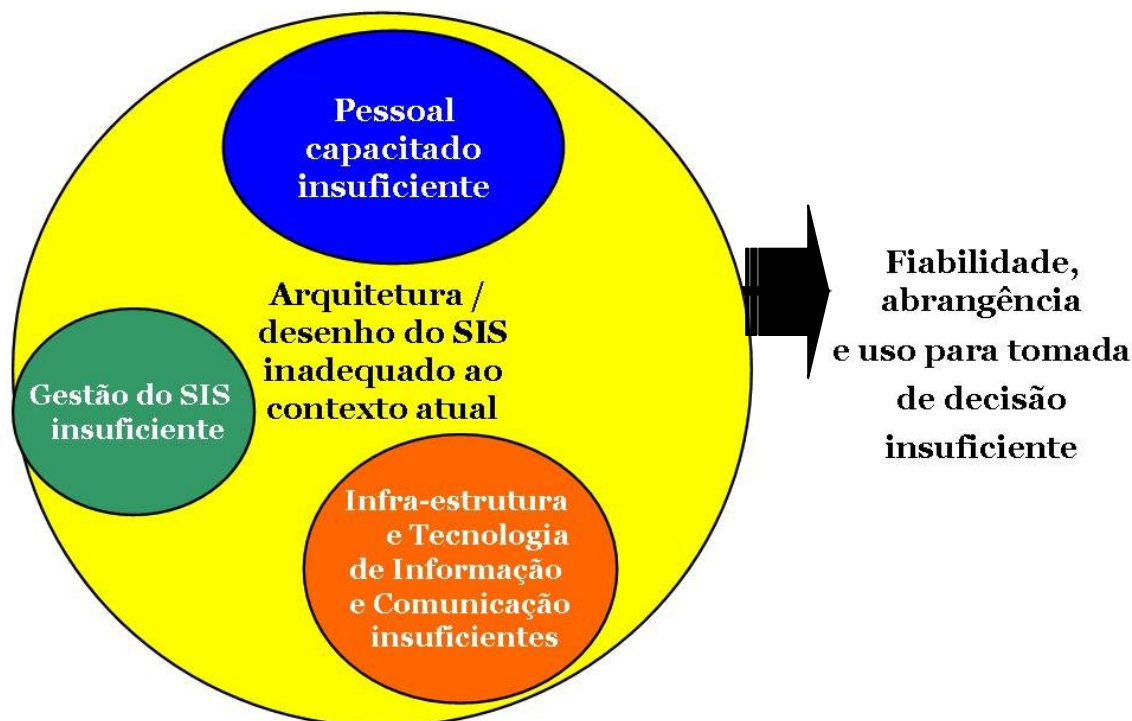 Pessoal
capacitado
insuficiente
Arquitetura /
desenho do SIS
inadequado ao
contexto atual
Gestão do SIS
insuficiente
Infra-estrutura
e Tecnologia
de Informação
e Comunicação
insuficientes
Fiabilidade,
abrangência
e uso para tomada
de decisão
insuficiente